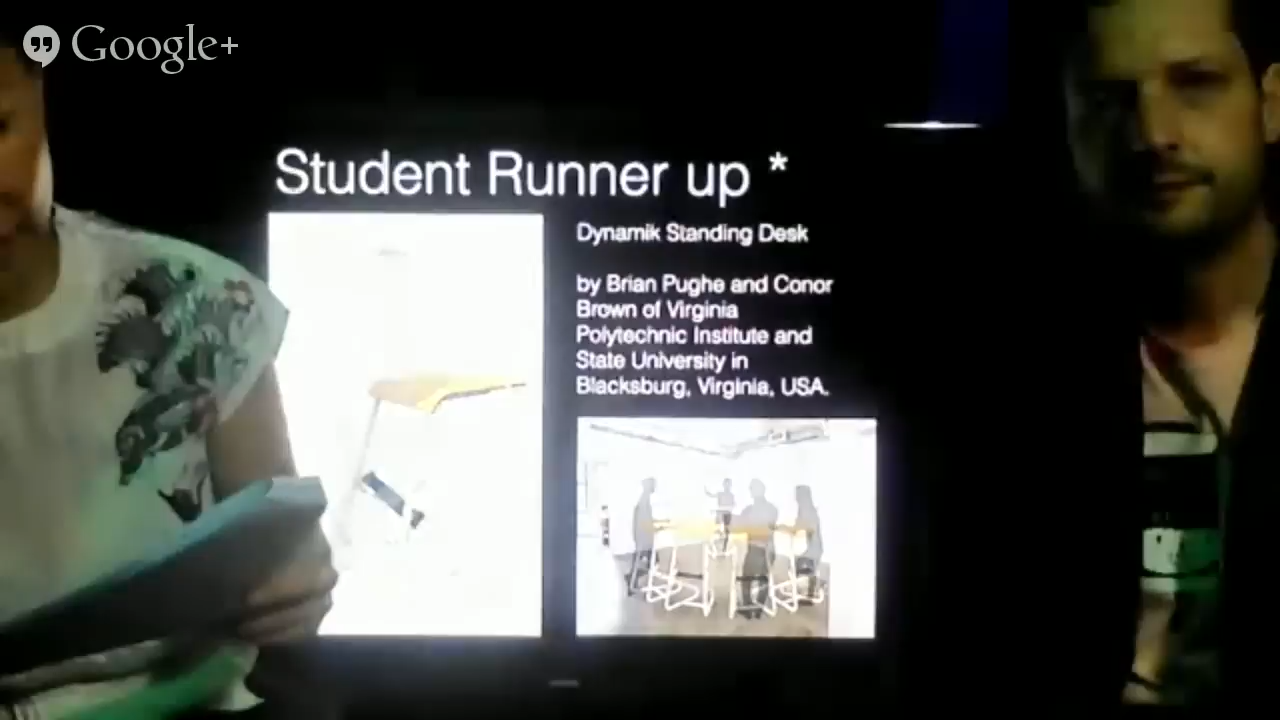 Google+
Student Runner up *
Dynamik Standing Desk
by Brian Pughe and Conor
Brown of Virginia
Polytechnic Institute and
State University in
Blacksburg, Virginia, USA.